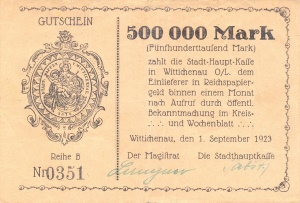 GUTSCHEIN
500 000 MARK
(Fünfhunderttausend Mark)
zahlt die Stadt-Haupt-Kasse
in Wittichenau O/L. dem
Einlieferer in Reichspapier-
geld binnen einem Monat
nach Aufruf durch öffentl.
Bekanntmachung im Kreis-
und Wochenblatt
Reihe B
Nr. 0351
Wittichenau, den 1. September 1923
Der Magistrat Die Stadthauptkasse